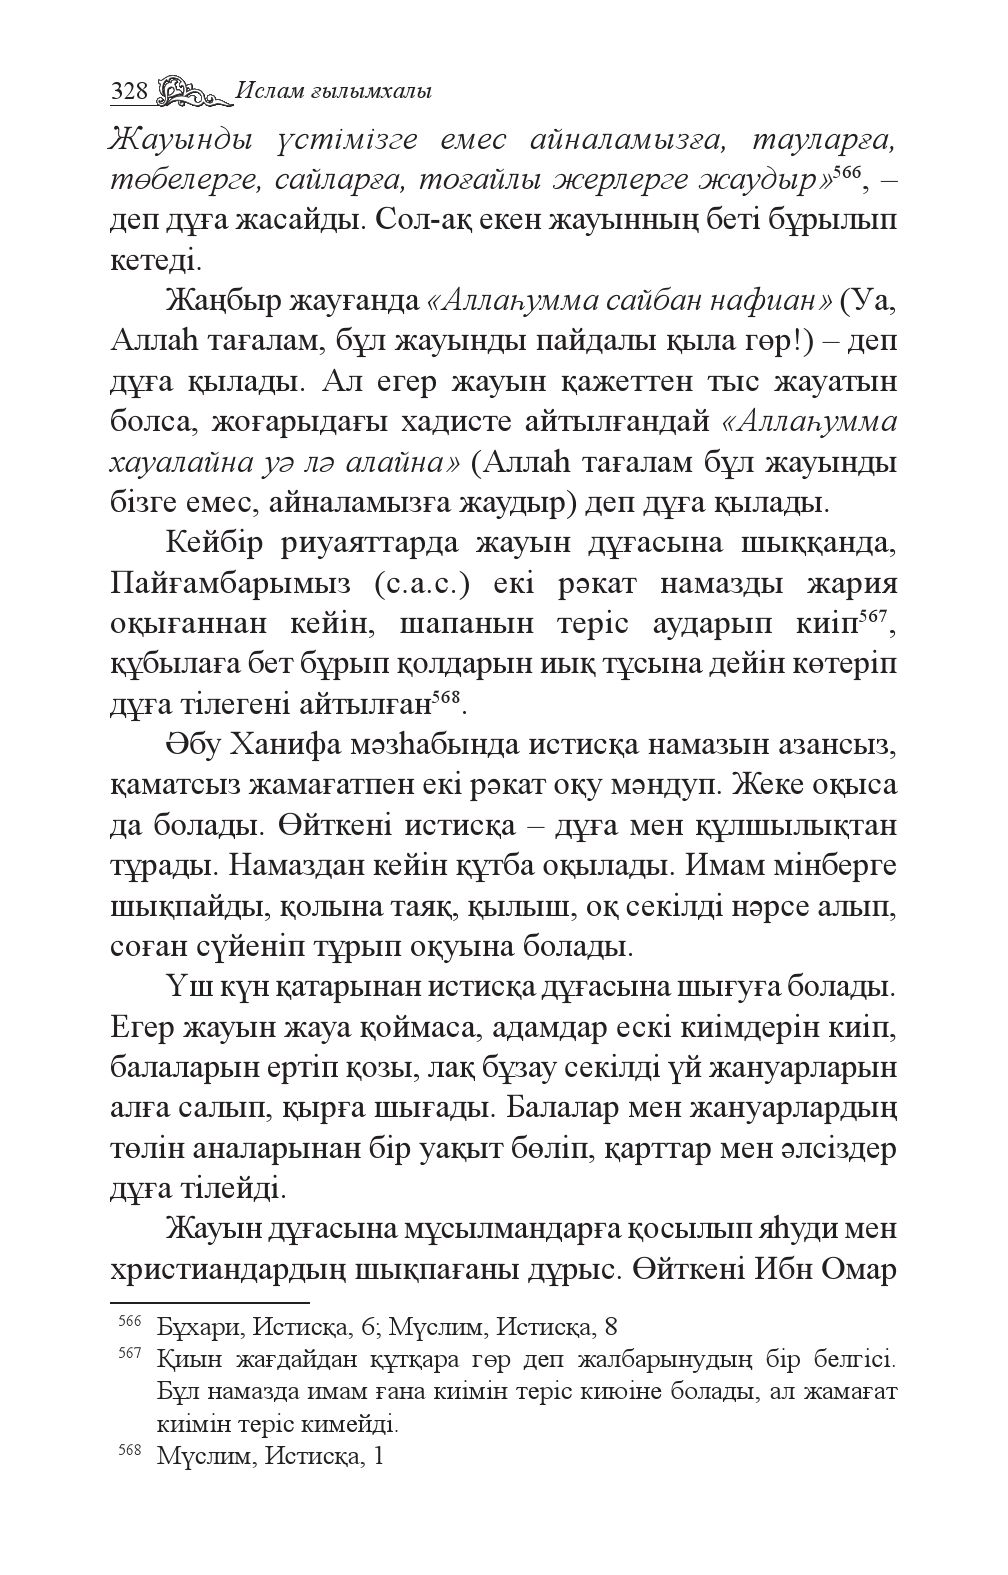 328 Ислам ғылымхалы
Жауынды үстімізге емес айналамызға, тауларға,
төбелерге, сайларға, тоғайлы жерлерге жаудыр»566, –
деп дұға жасайды. Сол-ақ екен жауынның беті бұрылып
кетеді.
Жаңбыр жауғанда «Аллаһумма сайбан нафиан» (Уа,
Аллаһ тағалам, бұл жауынды пайдалы қыла гөр!) – деп
дұға қылады. Ал егер жауын қажеттен тыс жауатын
болса, жоғарыдағы хадисте айтылғандай «Аллаһумма
хауалайна уә лә алайна» (Аллаһ тағалам бұл жауынды
бізге емес, айналамызға жаудыр) деп дұға қылады.
Кейбір риуаяттарда жауын дұғасына шыққанда,
Пайғамбарымыз (с.а.с.) екі рәкат намазды жария
оқығаннан кейін, шапанын теріс аударып киіп567,
құбылаға бет бұрып қолдарын иық тұсына дейін көтеріп
дұға тілегені айтылған568.
Әбу Ханифа мәзһабында истисқа намазын азансыз,
қаматсыз жамағатпен екі рәкат оқу мәндуп. Жеке оқыса
да болады. Өйткені истисқа – дұға мен құлшылықтан
тұрады. Намаздан кейін құтба оқылады. Имам мінберге
шықпайды, қолына таяқ, қылыш, оқ секілді нәрсе алып,
соған сүйеніп тұрып оқуына болады.
Үш күн қатарынан истисқа дұғасына шығуға болады.
Егер жауын жауа қоймаса, адамдар ескі киімдерін киіп,
балаларын ертіп қозы, лақ бұзау секілді үй жануарларын
алға салып, қырға шығады. Балалар мен жануарлардың
төлін аналарынан бір уақыт бөліп, қарттар мен әлсіздер
дұға тілейді.
Жауын дұғасына мұсылмандарға қосылып яһуди мен
христиандардың шықпағаны дұрыс. Өйткені Ибн Омар
566 Бұхари, Истисқа, 6; Мүслим, Истисқа, 8
567 Қиын жағдайдан құтқара гөр деп жалбарынудың бір белгісі.
Бұл намазда имам ғана киімін теріс киюіне болады, ал жамағат
киімін теріс кимейді.
568 Мүслим, Истисқа, 1